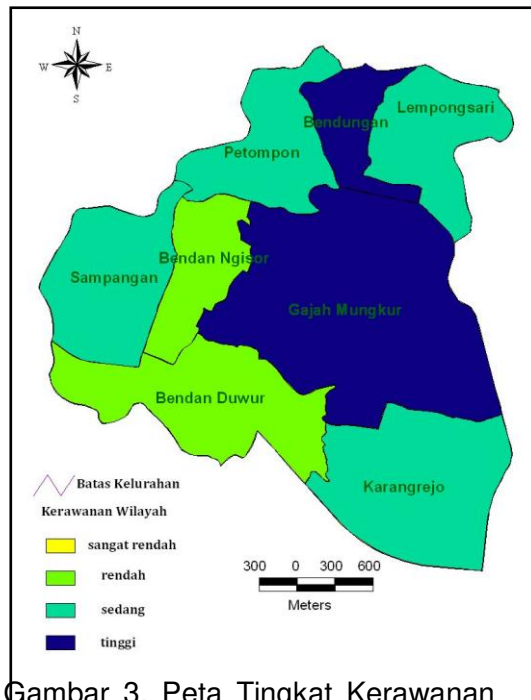 N
W E
S
Lempongsari
Bendungan
Petompon
Bendan Ngisor
Sampangan
Gajah Mungkur
Bendan Duwur
Karangrejo
Batas Kelurahan
Kerawanan Wilayah
sangat rendah
rendah
sedang
tinggi
300 0 300 600
Meters
Gambar 3. Peta Tingkat Kerawanan